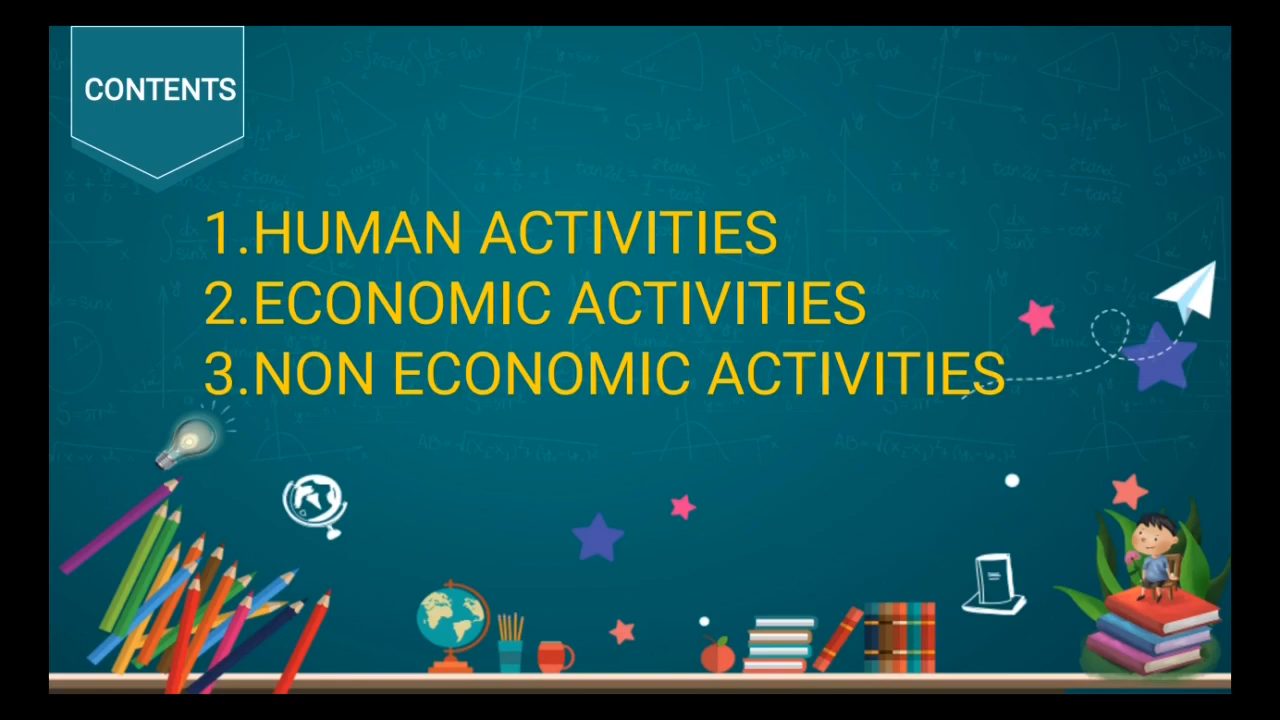 CONTENTS
1.HUMAN ACTIVITIES
2.ECONOMIC ACTIVITIES
3.NON ECONOMIC ACTIVITIES